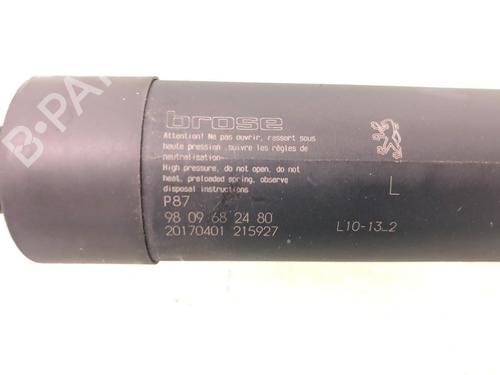 B-PARTS
brose
Attention! Ne pas ouvrir, ressort sous
haute pression ,suivre les règles de
neutralisation-
High pressure, do not open, do not
heat, preloaded spring, observe
disposal instructions
P87
98 09 68 24 80
20170401 215927
L
L10-13_2